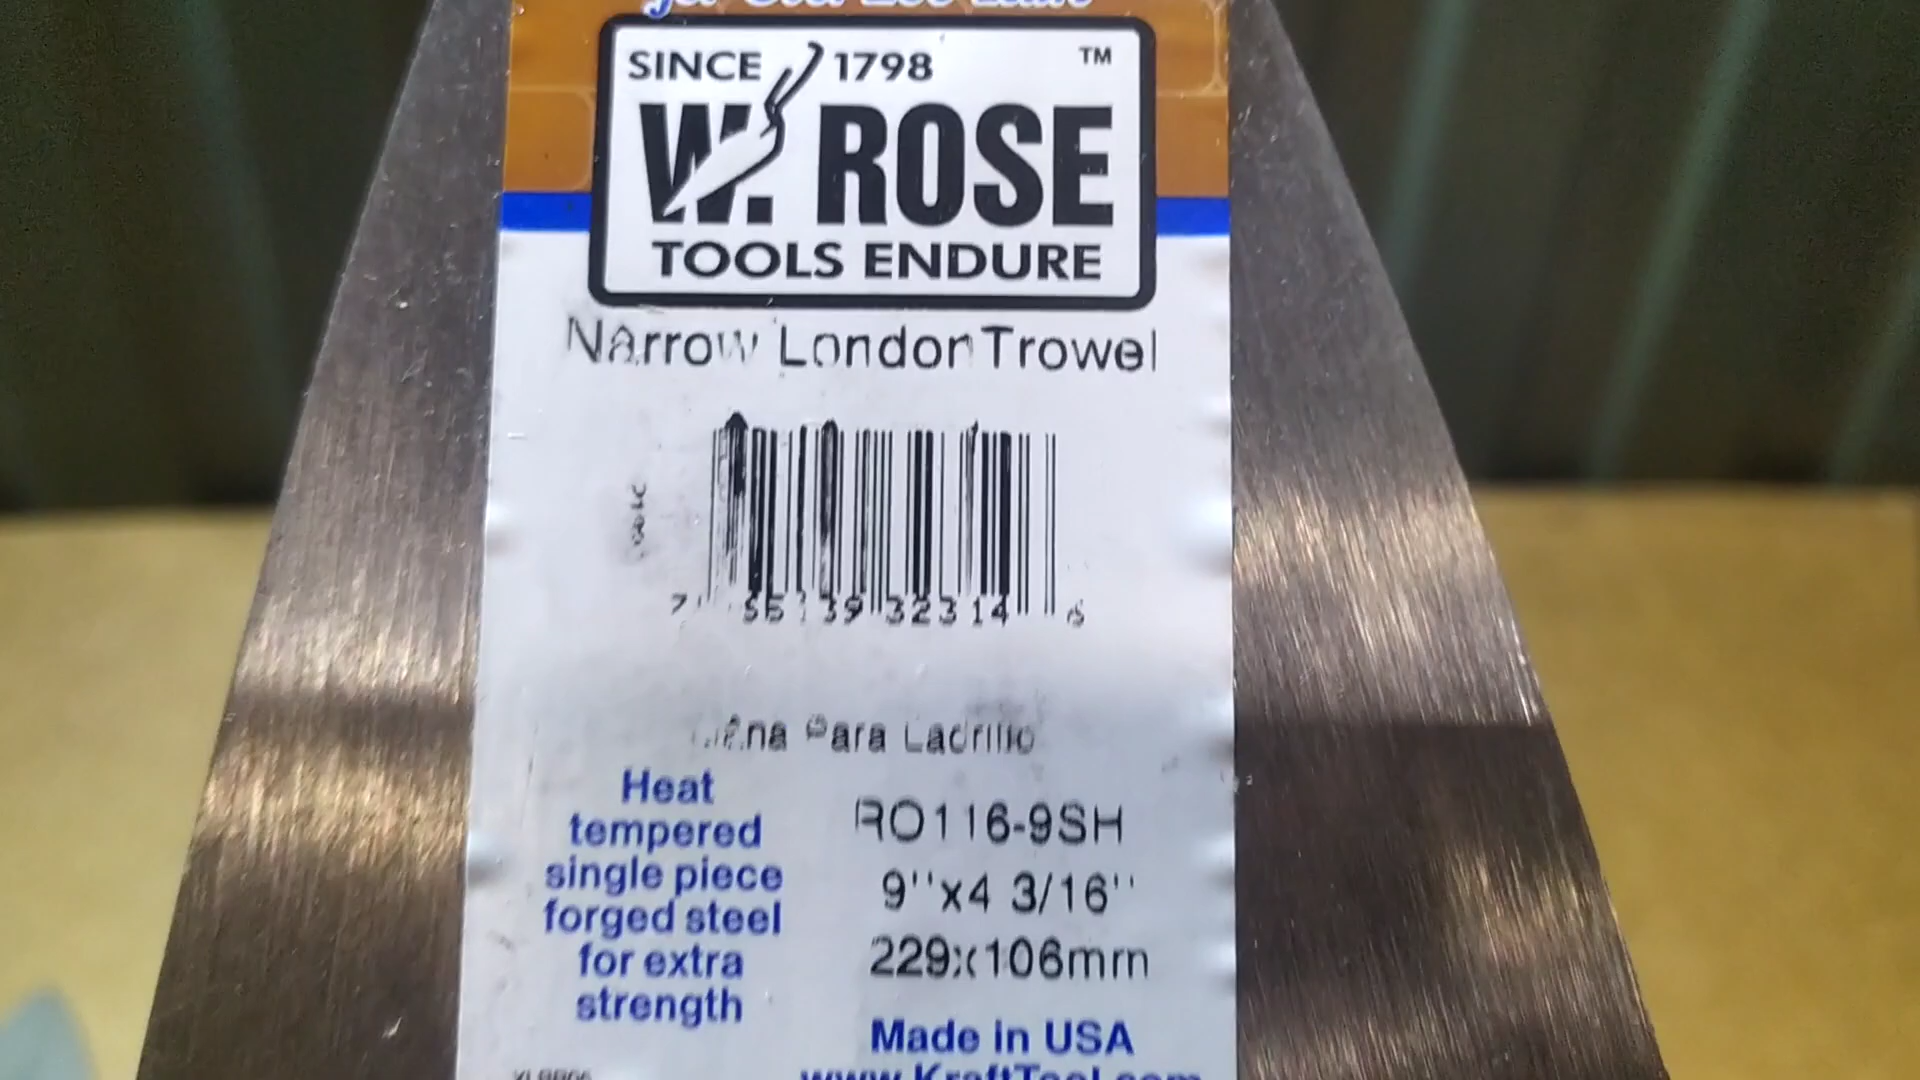 SINCE 1798 TM
W. ROSE
TOOLS ENDURE
Narrow London Trowel
32314
Para Ladrillo
Heat
tempered
single piece
forged steel
for extra
strength
RO116-9SH
9''x4 3/16''
229x106mm
Made in USA
www.KraftTool.com